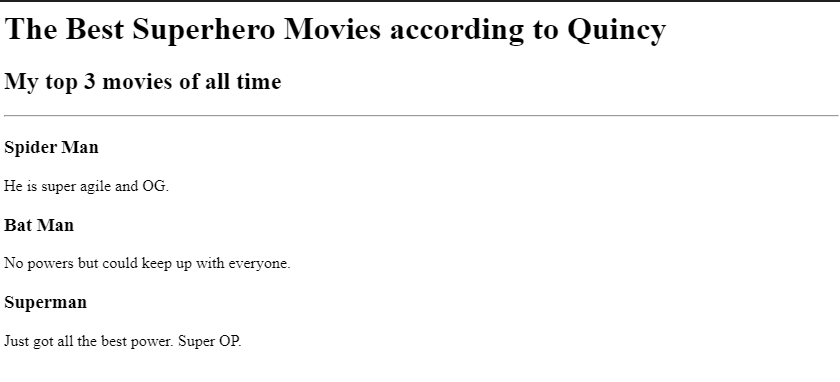 The Best Superhero Movies according to Quincy
My top 3 movies of all time
Spider Man
He is super agile and OG.
Bat Man
No powers but could keep up with everyone.
Superman
Just got all the best power. Super OP.